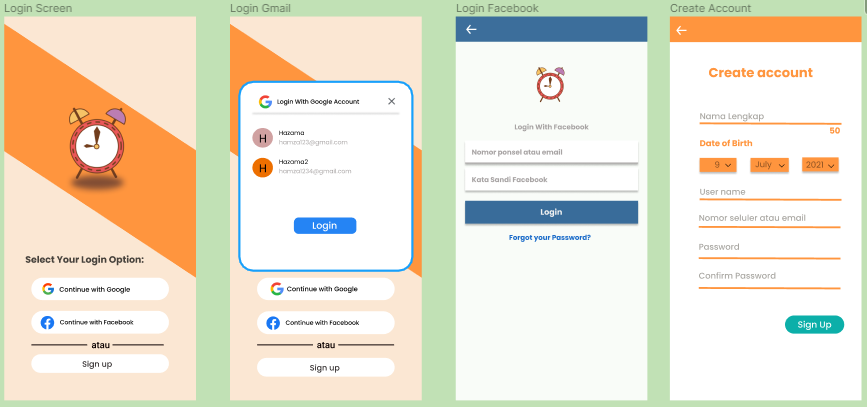 Login Screen
Select Your Login Option:
Continue with Google
Continue with Facebook
atau
Sign up
Login Gmail
Login With Google Account
H
Hazama
hamza123@gmail.com
H
Hazama2
hamza1234@gmail.com
Login
Continue with Google
Continue with Facebook
atau
Sign up
Login Facebook
Login With Facebook
Nomor ponsel atau email
Kata Sandi Facebook
Login
Forgot your Password?
Create Account
Create account
Nama Lengkap
50
Date of Birth
9 July 2021
User name
Nomor seluler atau email
Password
Confirm Password
Sign Up